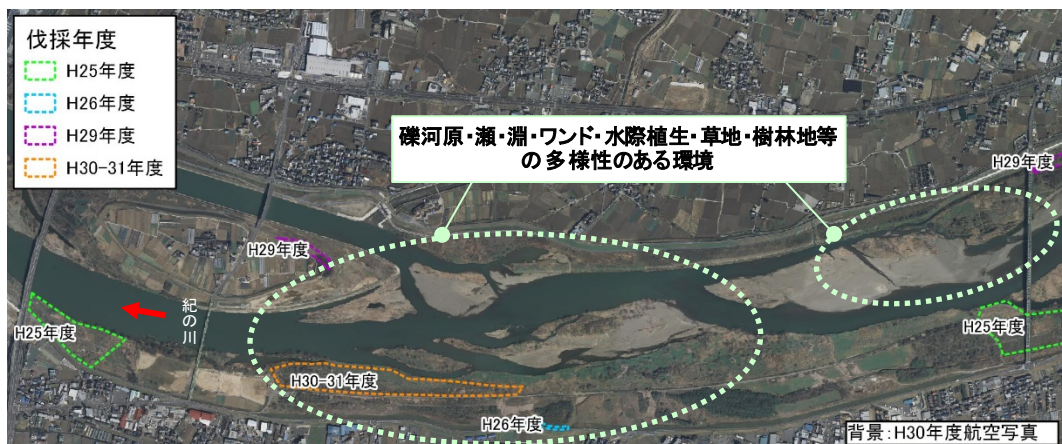 伐採年度
H25年度
H26年度
H29年度
H30-31年度
礫河原・瀬・淵・ワンド・水際植生・草地・樹林地等
の多様性のある環境
H29年度
H29年度
紀の川
H25年度
H25年度
H30-31年度
H26年度
背景：H30年度航空写真